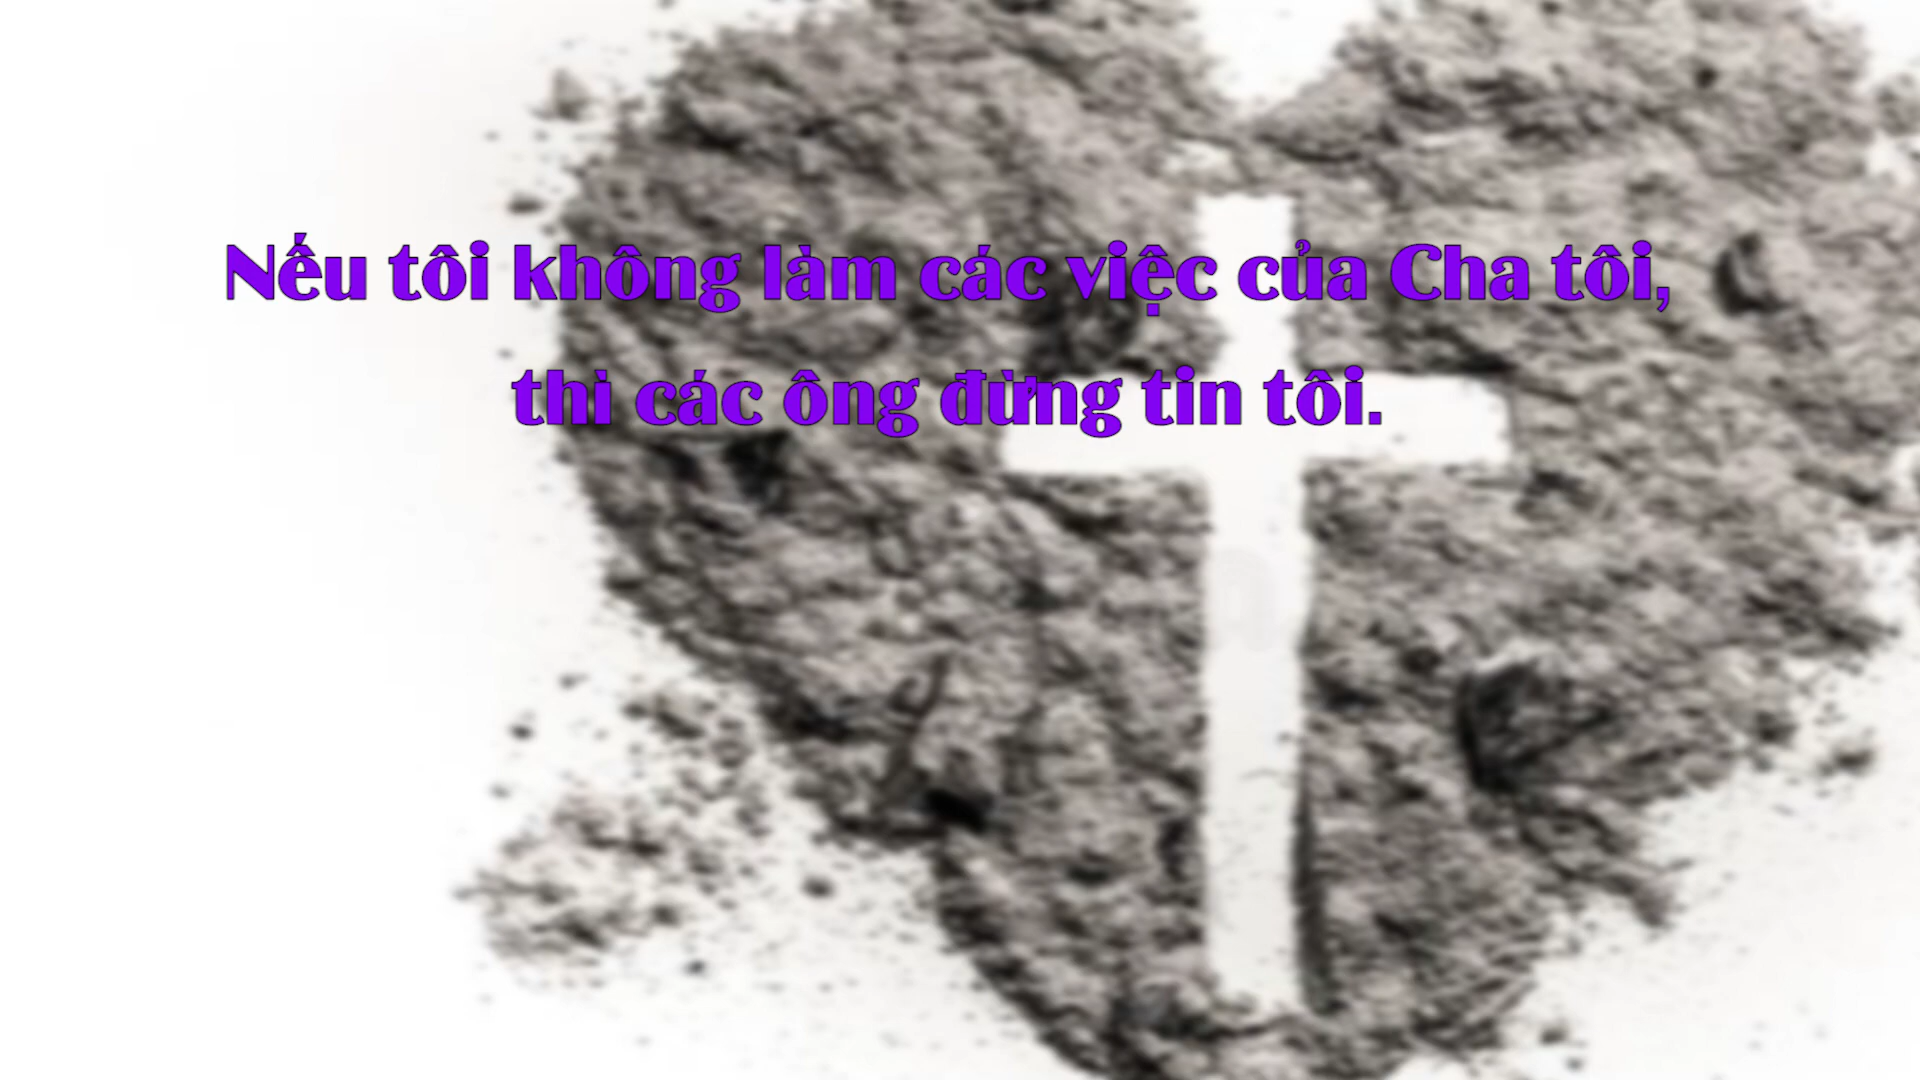 Nếu tôi không làm các việc của Cha tôi,
thì các ông đừng tin tôi.